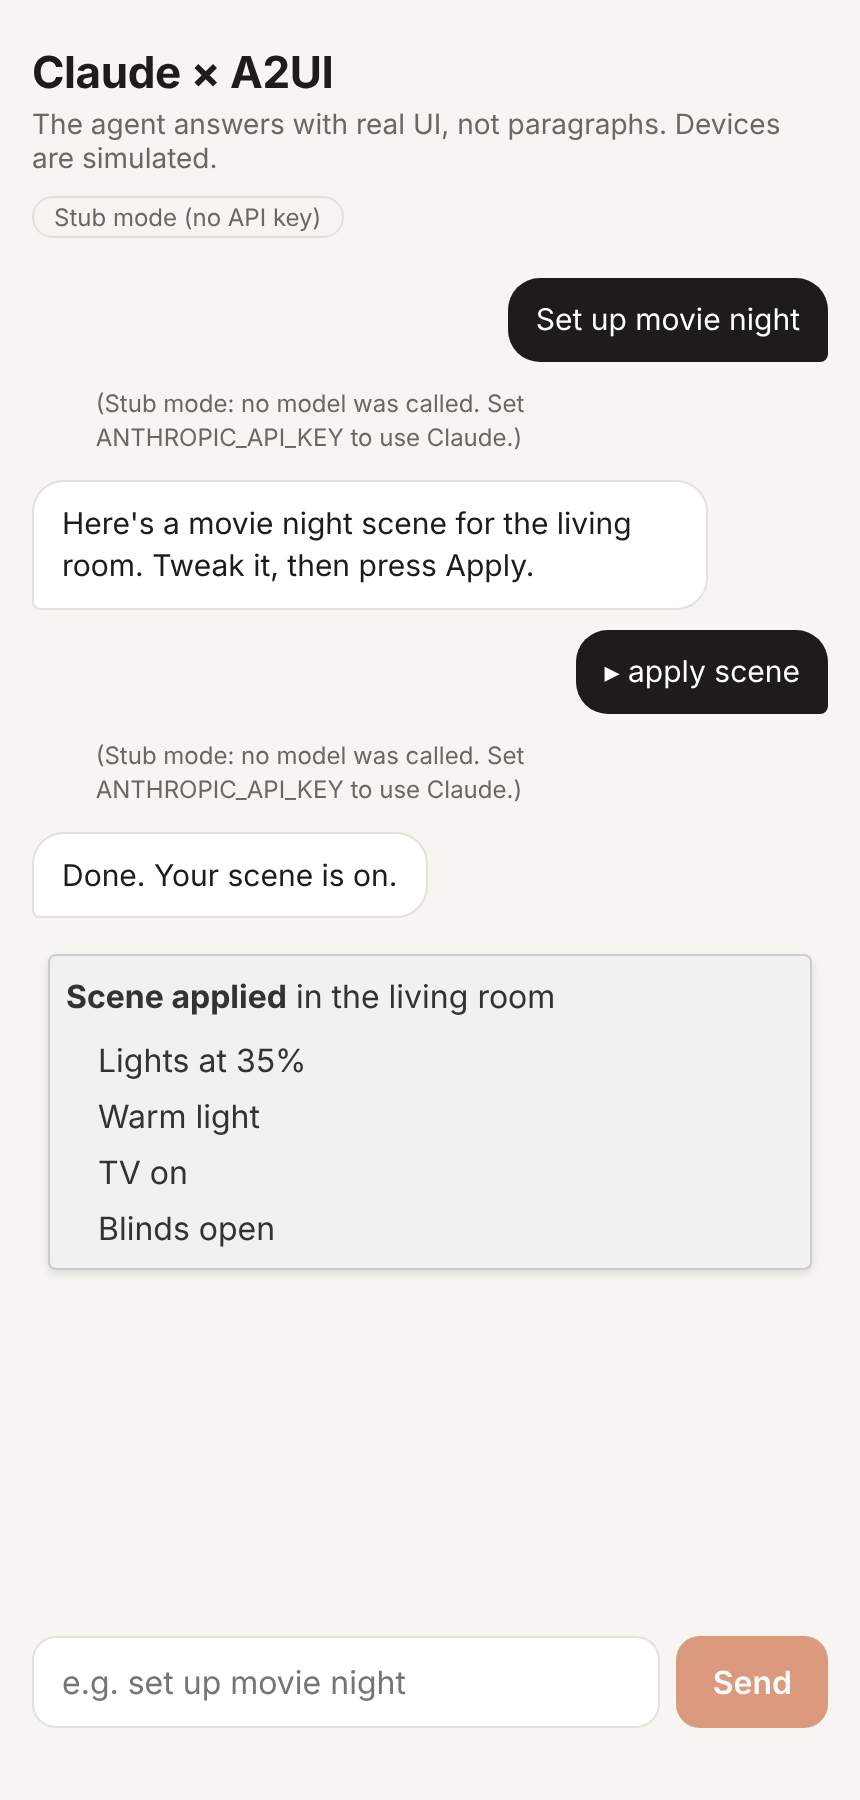 Claude × A2UI
The agent answers with real UI, not paragraphs. Devices
are simulated.
Stub mode (no API key)
Set up movie night
(Stub mode: no model was called. Set
ANTHROPIC_API_KEY to use Claude.)
Here's a movie night scene for the living
room. Tweak it, then press Apply.
▸ apply scene
(Stub mode: no model was called. Set
ANTHROPIC_API_KEY to use Claude.)
Done. Your scene is on.
Scene applied in the living room
Lights at 35%
Warm light
TV on
Blinds open
e.g. set up movie night
Send